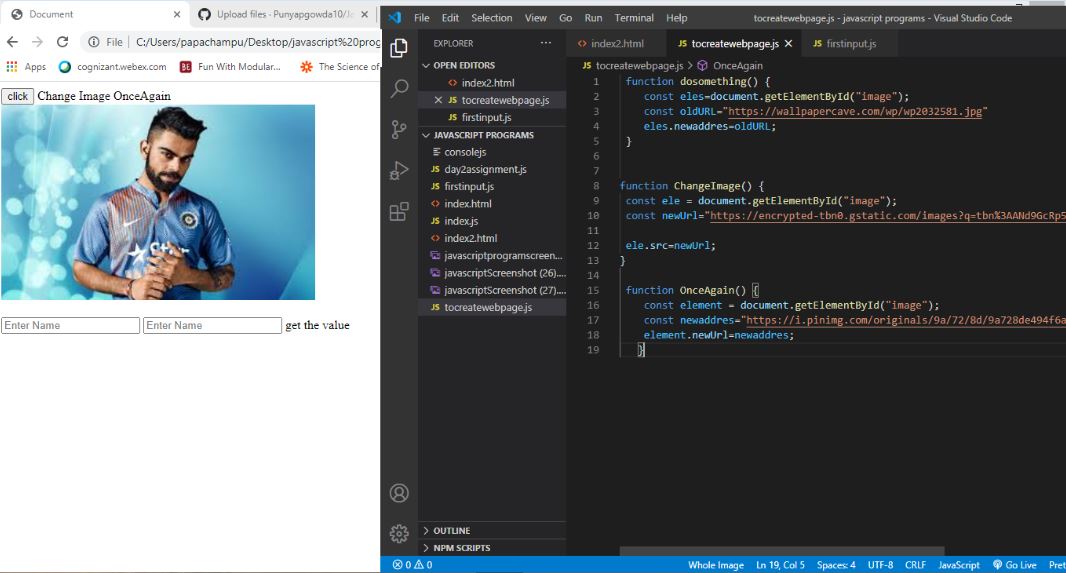 Document
Upload files · Punyapgowda10/Ja
File C:/Users/papachampu/Desktop/javascript%20prog
Apps cognizant.webex.com Fun With Modular... The Science of
click Change Image OnceAgain
Enter Name Enter Name get the value
File Edit Selection View Go Run Terminal Help tocreatewebpage.js - javascript programs - Visual Studio Code
EXPLORER ...
OPEN EDITORS
index2.html
JS tocreatewebpage.js
JS firstinput.js
JAVASCRIPT PROGRAMS
consolejs
JS day2assignment.js
JS firstinput.js
index.html
JS index.js
index2.html
javascriptprogramscreen...
javascriptScreenshot (26)....
javascriptScreenshot (27)....
JS tocreatewebpage.js
OUTLINE
NPM SCRIPTS
index2.html JS tocreatewebpage.js JS firstinput.js
JS tocreatewebpage.js > OnceAgain
1 function dosomething() {
2 const eles=document.getElementById("image");
3 const oldURL="https://wallpapercave.com/wp/wp2032581.jpg"
4 eles.newaddres=oldURL;
5 }
6
7
8 function ChangeImage() {
9 const ele = document.getElementById("image");
10 const newUrl="https://encrypted-tbn0.gstatic.com/images?q=tbn%3AANd9GcRp5
11
12 ele.src=newUrl;
13 }
14
15 function OnceAgain() {
16 const element = document.getElementById("image");
17 const newaddres="https://i.pinimg.com/originals/9a/72/8d/9a728de494f6a
18 element.newUrl=newaddres;
19 }
0 0 Whole Image Ln 19, Col 5 Spaces: 4 UTF-8 CRLF JavaScript Go Live Pret